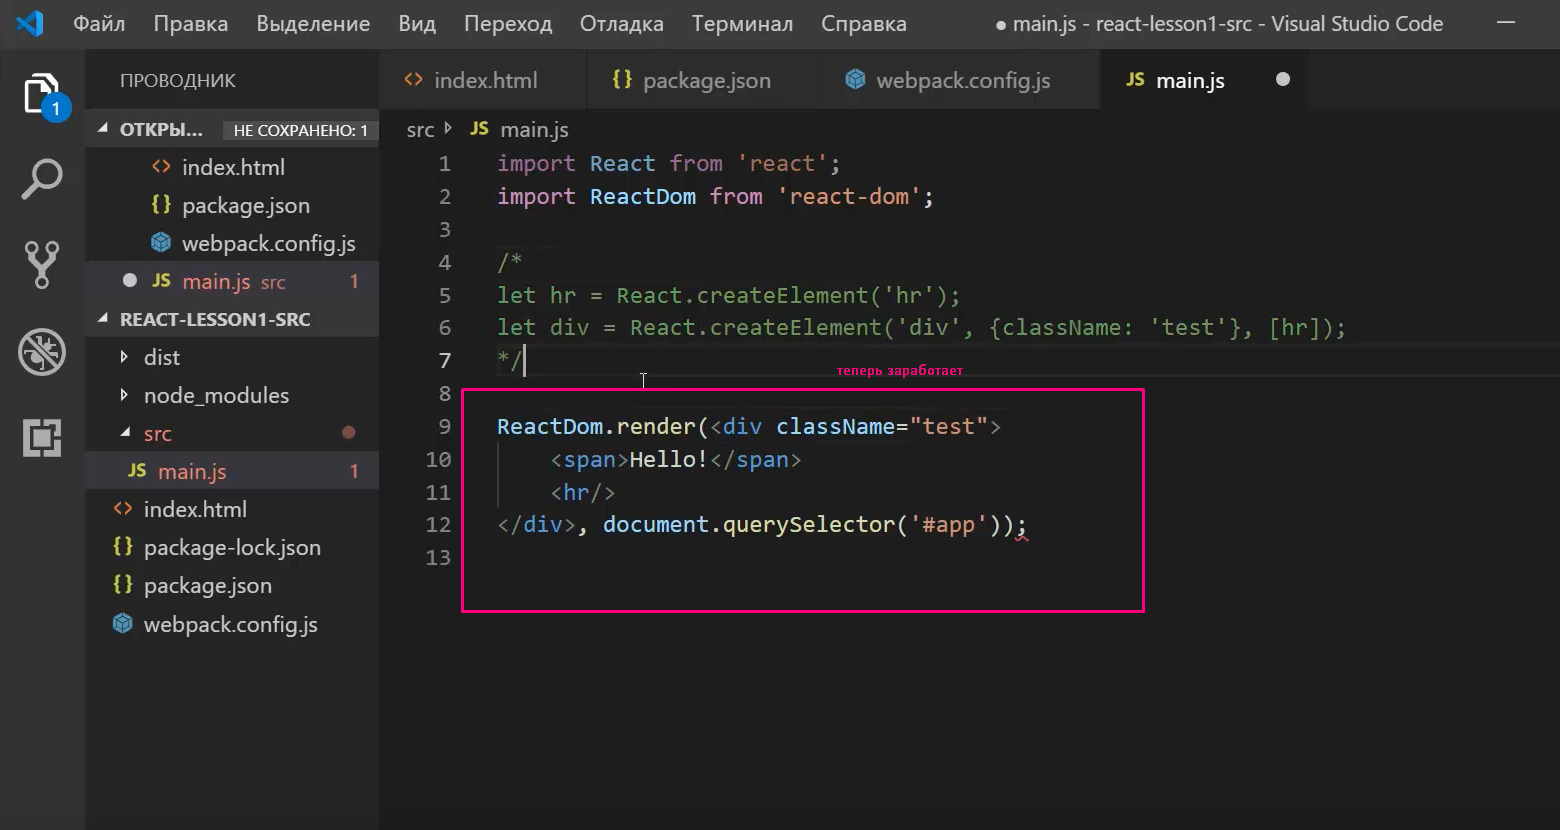 Файл Правка Выделение Вид Переход Отладка Терминал Справка ● main.js - react-lesson1-src - Visual Studio Code
ПРОВОДНИК
1
ОТКРЫ... НЕ СОХРАНЕНО: 1
index.html
package.json
webpack.config.js
main.js src 1
REACT-LESSON1-SRC
dist
node_modules
src
JS main.js 1
index.html
package-lock.json
package.json
webpack.config.js
index.html package.json webpack.config.js JS main.js
src JS main.js
1 import React from 'react';
2 import ReactDom from 'react-dom';
3
4 /*
5 let hr = React.createElement('hr');
6 let div = React.createElement('div', {className: 'test'}, [hr]);
7 */
теперь заработает
8
9 ReactDom.render(<div className="test">
10 <span>Hello!</span>
11 <hr/>
12 </div>, document.querySelector('#app'));
13